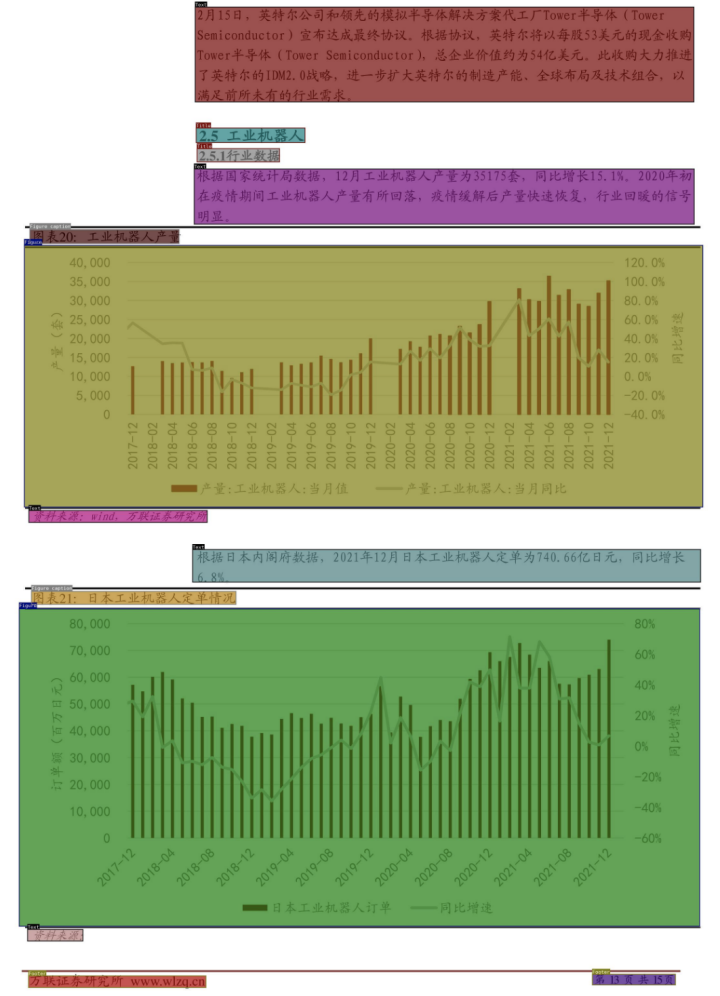 Text
2月15日，英特尔公司和领先的模拟半导体解决方案代工厂Tower半导体（Tower
Semiconductor）宣布达成最终协议。根据协议，英特尔将以每股53美元的现金收购
Tower半导体（Tower Semiconductor），总企业价值约为54亿美元。此收购大力推进
了英特尔的IDM2.0战略，进一步扩大英特尔的制造产能、全球布局及技术组合，以
满足前所未有的行业需求。
Title
2.5 工业机器人
Title
2.5.1行业数据
Text
根据国家统计局数据，12月工业机器人产量为35175套，同比增长15.1%。2020年初
在疫情期间工业机器人产量有所回落，疫情缓解后产量快速恢复，行业回暖的信号
明显。
Figure caption
图表20：工业机器人产量
Figure
40,000
35,000
30,000
25,000
20,000
15,000
10,000
5,000
0
产量（套）
120.0%
100.0%
80.0%
60.0%
40.0%
20.0%
0.0%
-20.0%
-40.0%
同比增速
2017-12
2018-02
2018-04
2018-06
2018-08
2018-10
2018-12
2019-02
2019-04
2019-06
2019-08
2019-10
2019-12
2020-02
2020-04
2020-06
2020-08
2020-10
2020-12
2021-02
2021-04
2021-06
2021-08
2021-10
2021-12
产量:工业机器人:当月值 产量:工业机器人:当月同比
Text
资料来源：wind，万联证券研究所
Text
根据日本内阁府数据，2021年12月日本工业机器人定单为740.66亿日元，同比增长
6.8%。
Figure caption
图表21：日本工业机器人定单情况
Figure
80,000
70,000
60,000
50,000
40,000
30,000
20,000
10,000
0
订单额（百万日元）
80%
60%
40%
20%
0%
-20%
-40%
-60%
同比增速
2017-12
2018-04
2018-08
2018-12
2019-04
2019-08
2019-12
2020-04
2020-08
2020-12
2021-04
2021-08
2021-12
日本工业机器人订单 同比增速
Text
资料来源：
Footer
万联证券研究所 www.wlzq.cn
Footer
第 13 页 共 15页